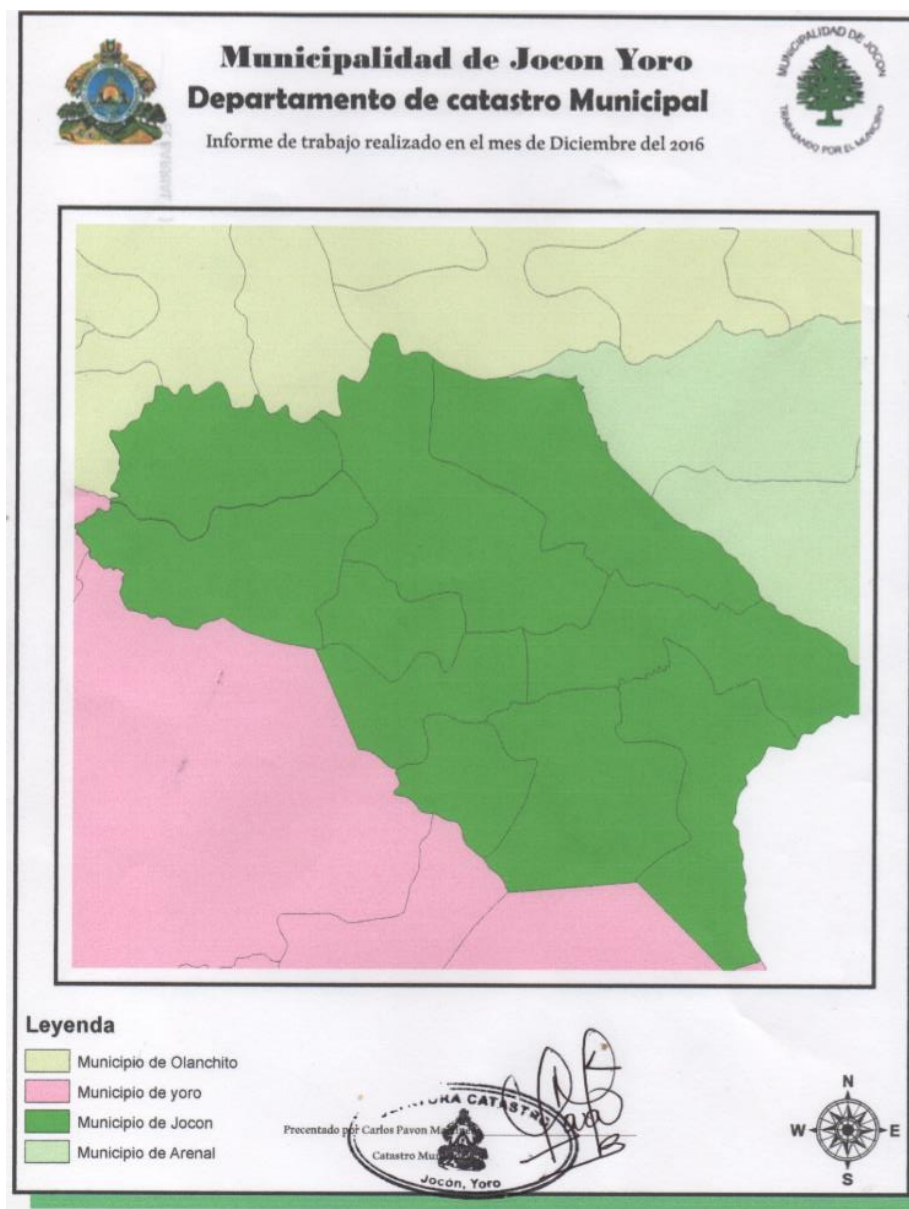 Municipalidad de Jocon Yoro
Departamento de catastro Municipal
Informe de trabajo realizado en el mes de Diciembre del 2016
MUNICIPALIDAD DE JOCON
TRABAJANDO POR EL MUNICIPIO
Leyenda
Municipio de Olanchito
Municipio de yoro
Municipio de Jocon
Municipio de Arenal
Precentado por Carlos Pavon
Catastro
CATASTRO
Jocón, Yoro
N
W E
S